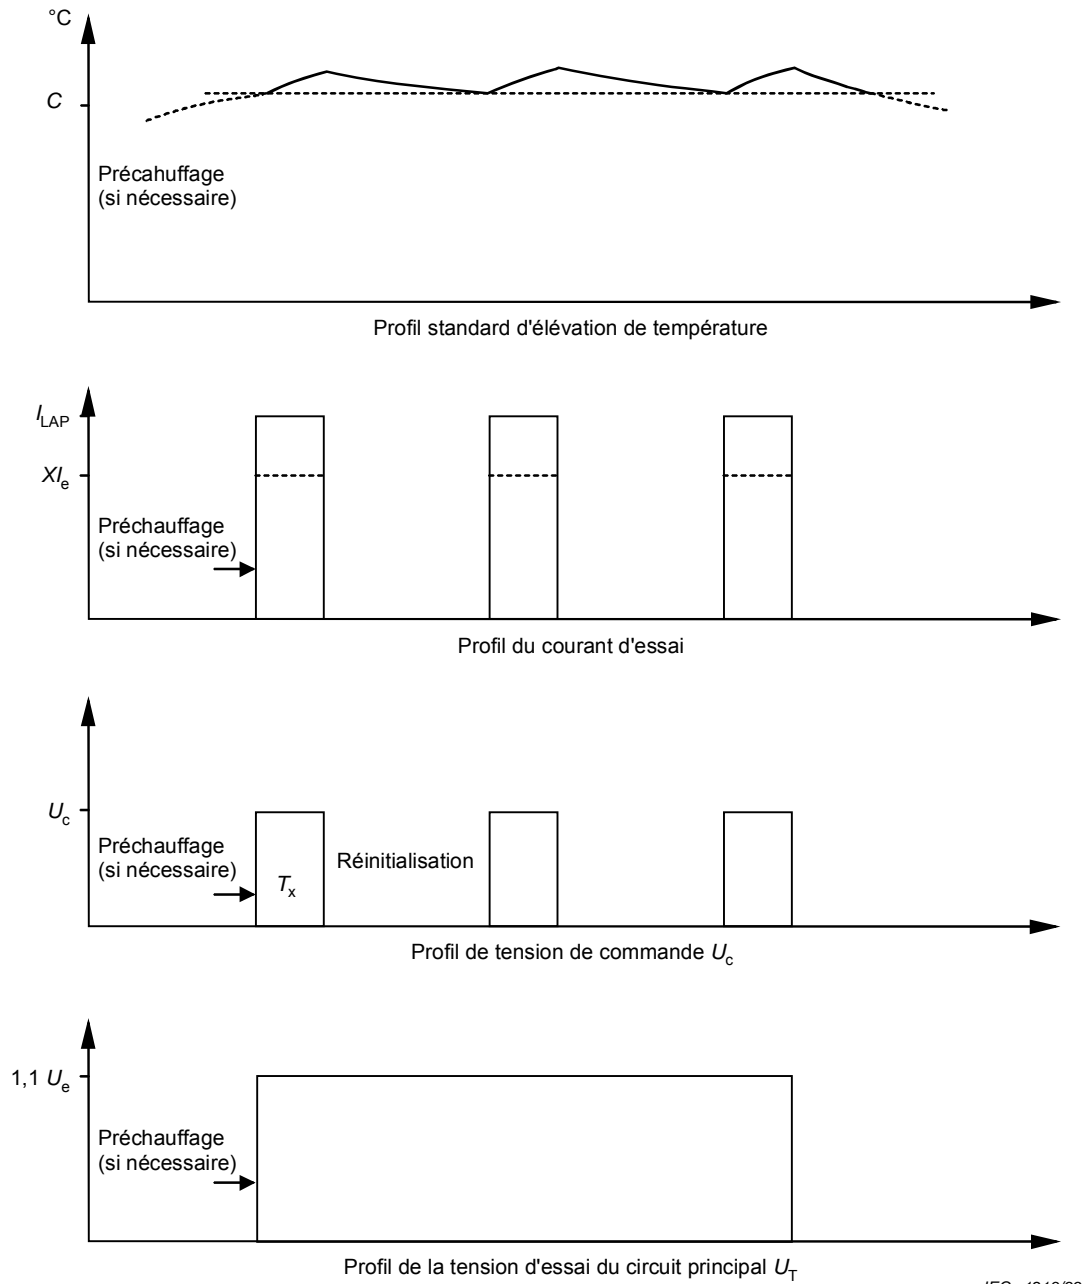 °C
C
Précahuffage
(si nécessaire)
Profil standard d'élévation de température
I_LAP
XI_e
Préchauffage
(si nécessaire)
Profil du courant d'essai
U_c
Préchauffage
(si nécessaire)
T_x
Réinitialisation
Profil de tension de commande U_c
1,1 U_e
Préchauffage
(si nécessaire)
Profil de la tension d'essai du circuit principal U_T